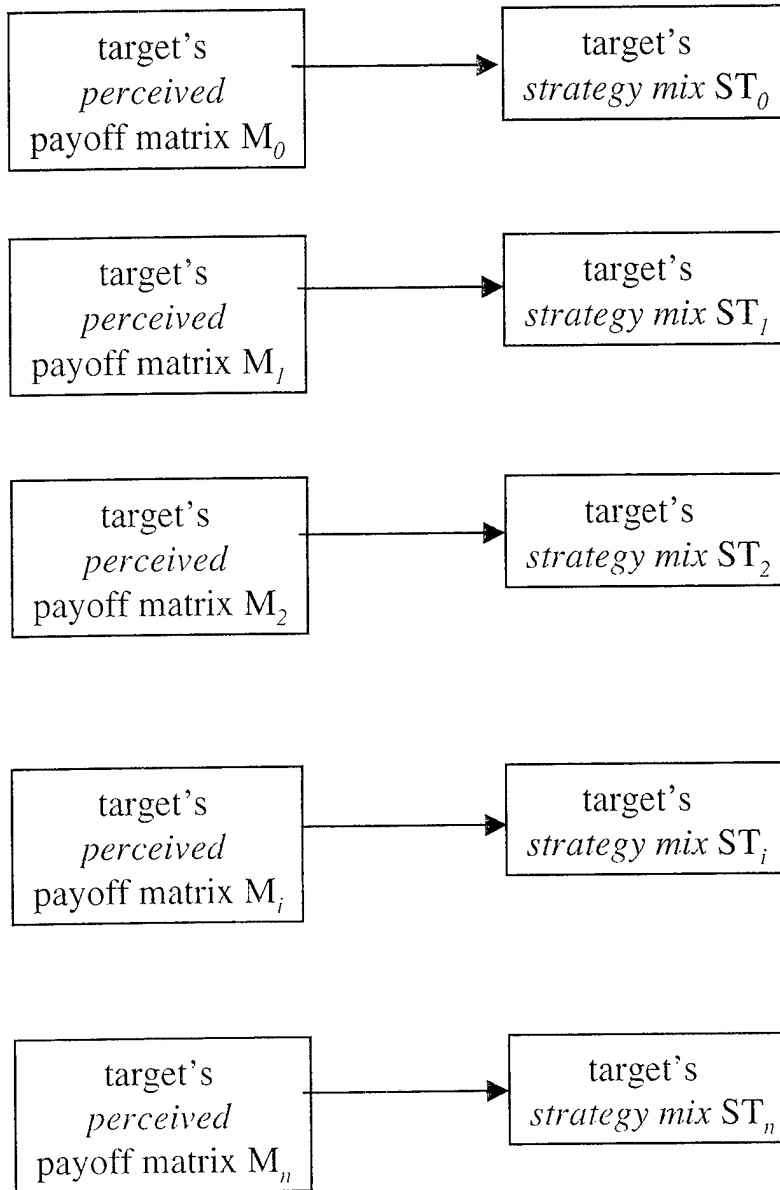 target's
perceived
payoff matrix M₀
target's
strategy mix ST₀
target's
perceived
payoff matrix M₁
target's
strategy mix ST₁
target's
perceived
payoff matrix M₂
target's
strategy mix ST₂
target's
perceived
payoff matrix Mᵢ
target's
strategy mix STᵢ
target's
perceived
payoff matrix Mₙ
target's
strategy mix STₙ